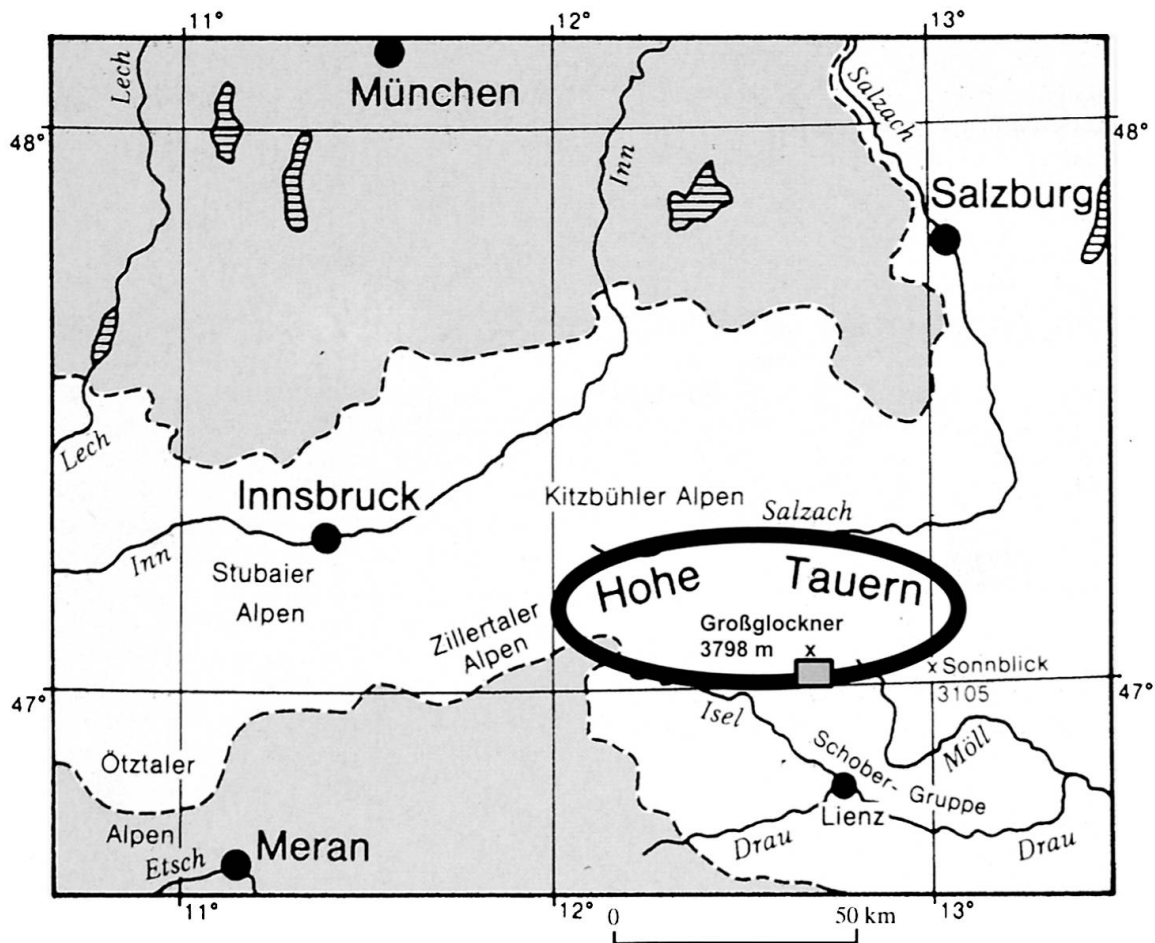 11° 12° 13°
Lech
München
Inn
Salzach
48° 48°
Salzburg
Lech
Innsbruck
Kitzbühler Alpen
Salzach
Inn
Stubaier
Alpen
Hohe Tauern
Zillertaler
Alpen
Großglockner
3798 m x
x Sonnblick
3105
47° 47°
Isel
Möll
Schober-Gruppe
Ötztaler
Alpen
Lienz
Drau
Drau
Etsch
Meran
11° 12° 13°
0 50 km